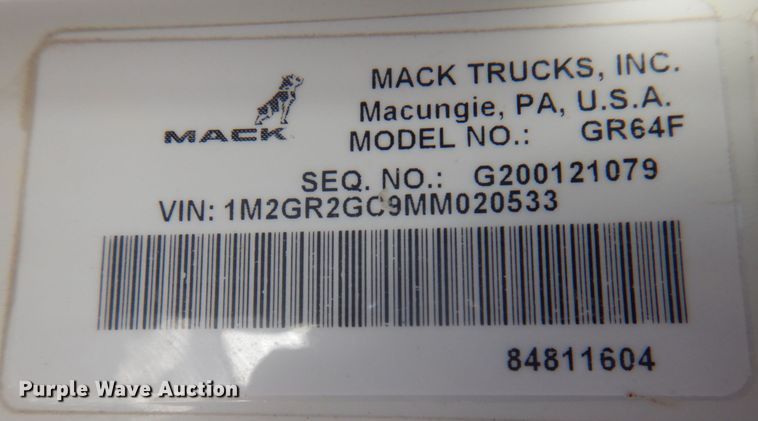 MACK TRUCKS, INC.
Macungie, PA, U.S.A.
MACK
MODEL NO.: GR64F
SEQ. NO.: G200121079
VIN: 1M2GR2GC9MM020533
84811604
Purple Wave Auction